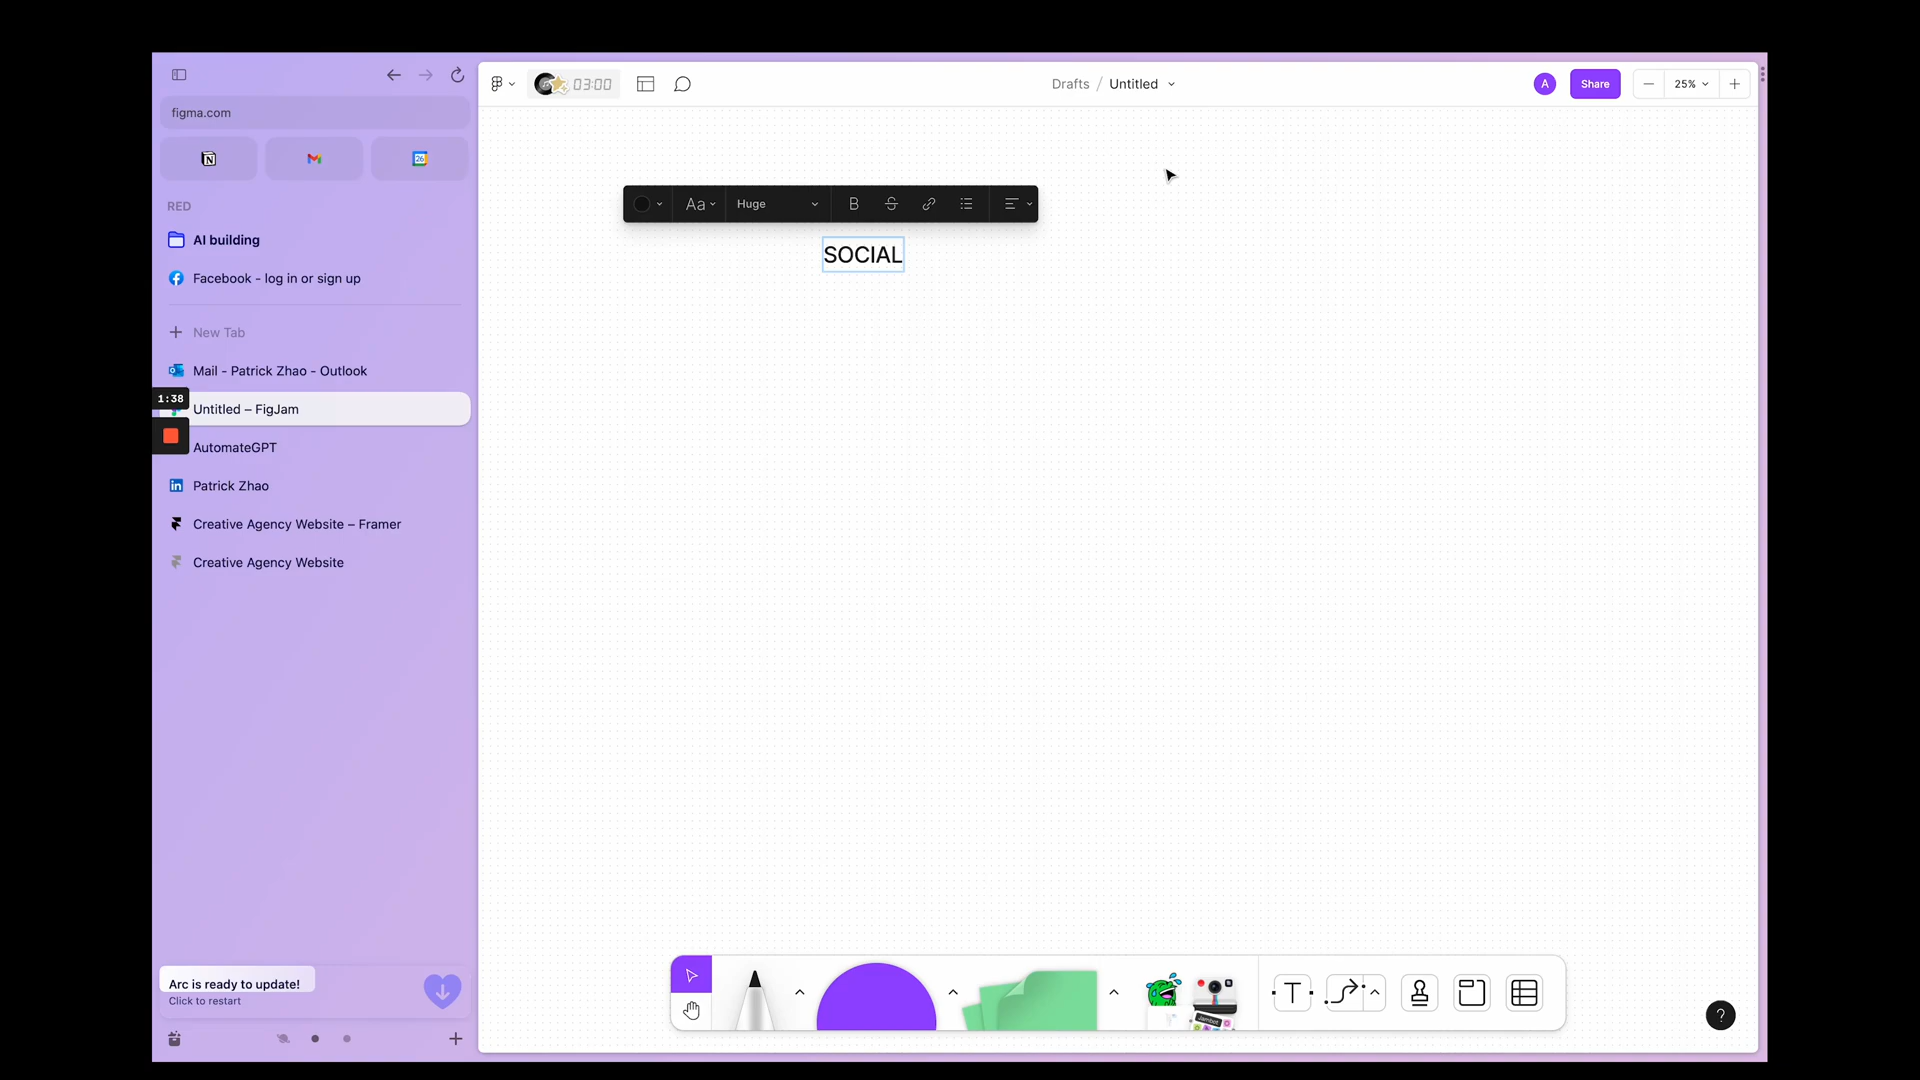 figma.com
03:00
Drafts / Untitled
A
Share
25%
26
RED
AI building
Facebook - log in or sign up
New Tab
Mail - Patrick Zhao - Outlook
1:38
Untitled – FigJam
AutomateGPT
Patrick Zhao
Creative Agency Website – Framer
Creative Agency Website
Aa
Huge
B
S
SOCIAL
Arc is ready to update!
Click to restart
T
Jambot
?